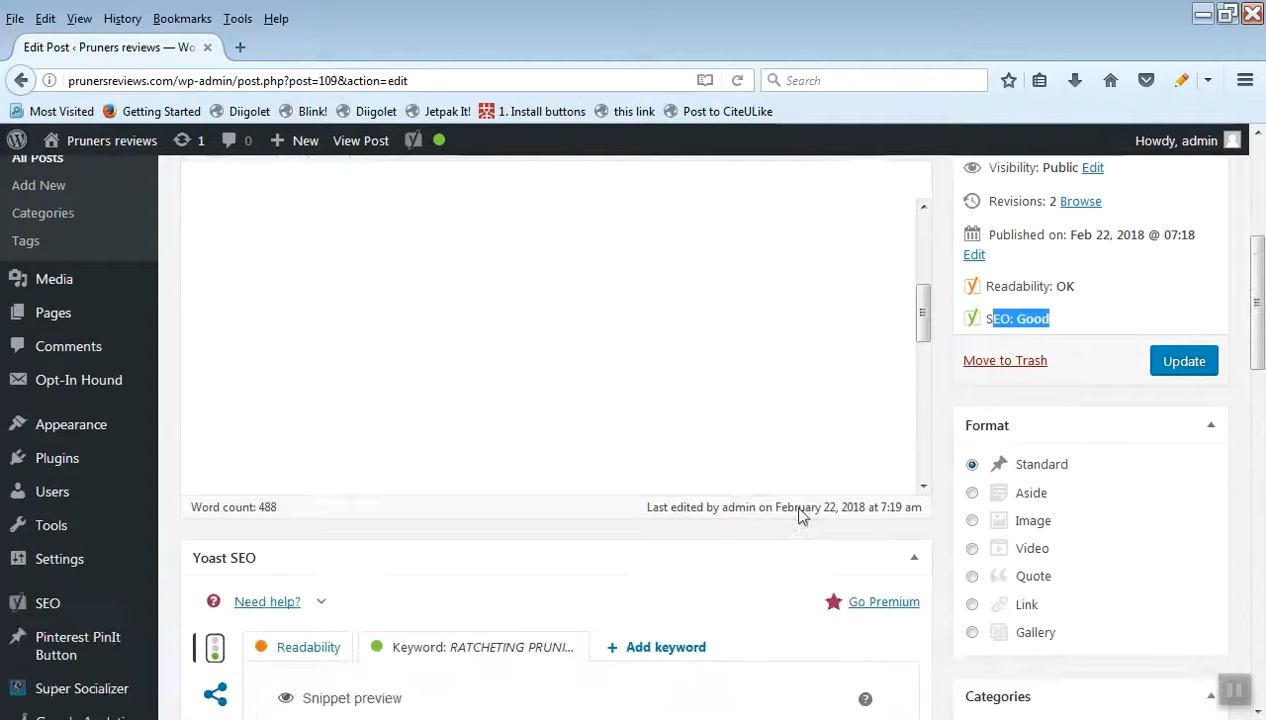 File Edit View History Bookmarks Tools Help
Edit Post ‹ Pruners reviews — Wo
prunersreviews.com/wp-admin/post.php?post=109&action=edit
Search
Most Visited Getting Started Diigolet Blink! Diigolet Jetpak It! 1. Install buttons this link Post to CiteULike
Pruners reviews 1 0 New View Post Howdy, admin
All Posts
Add New
Categories
Tags
Media
Pages
Comments
Opt-In Hound
Appearance
Plugins
Users
Tools
Settings
SEO
Pinterest PinIt
Button
Super Socializer
Word count: 488
Last edited by admin on February 22, 2018 at 7:19 am
Yoast SEO
Need help?
Go Premium
Readability
Keyword: RATCHETING PRUNI...
+ Add keyword
Snippet preview
Visibility: Public Edit
Revisions: 2 Browse
Published on: Feb 22, 2018 @ 07:18
Edit
Readability: OK
SEO: Good
Move to Trash
Update
Format
Standard
Aside
Image
Video
Quote
Link
Gallery
Categories